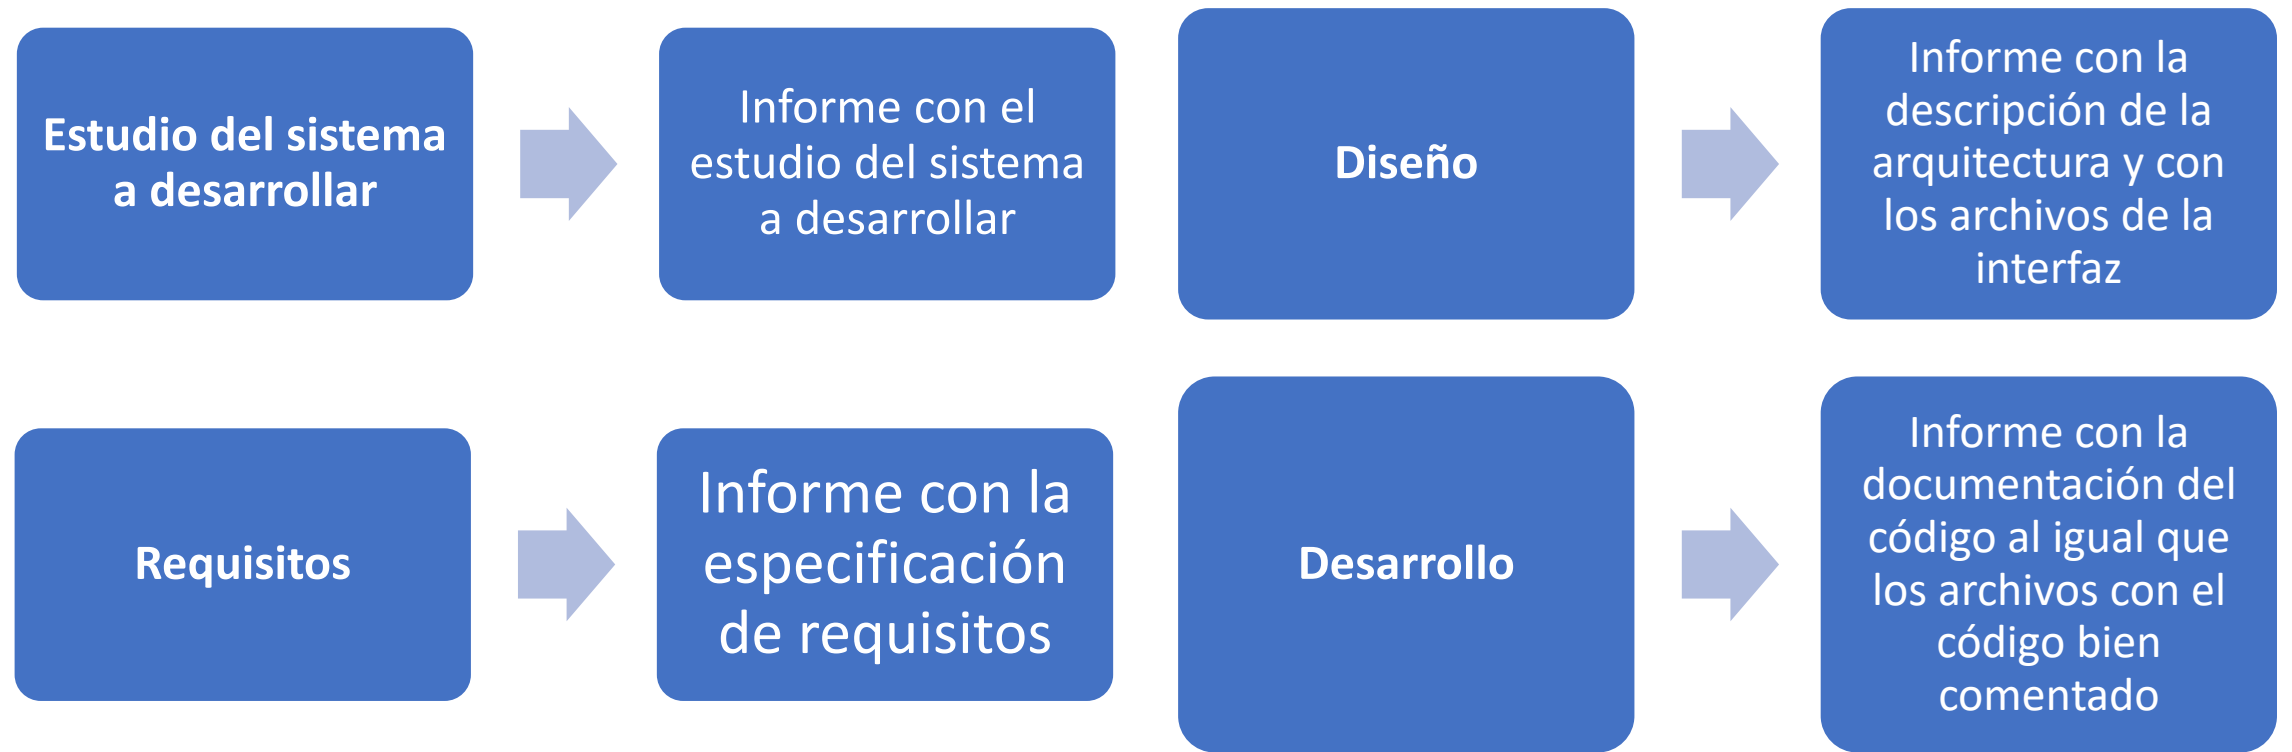 Estudio del sistema
a desarrollar
Informe con el
estudio del sistema
a desarrollar
Requisitos
Informe con la
especificación
de requisitos
Diseño
Informe con la
descripción de la
arquitectura y con
los archivos de la
interfaz
Desarrollo
Informe con la
documentación del
código al igual que
los archivos con el
código bien
comentado